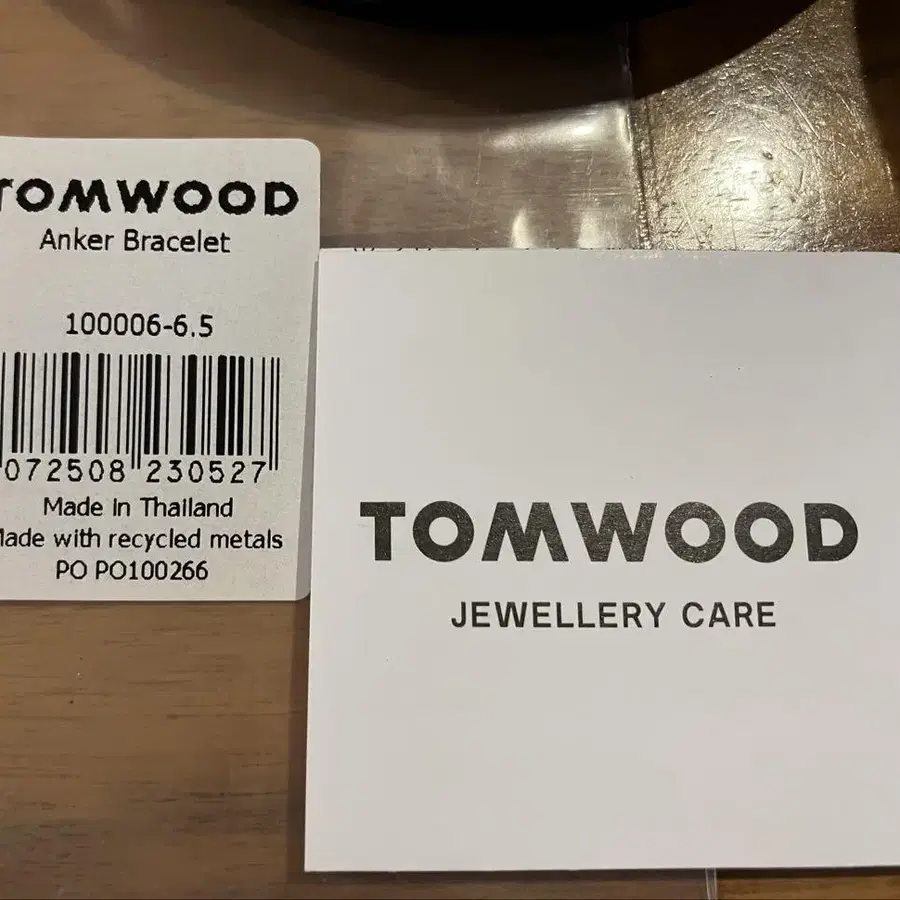 TOMWOOD
Anker Bracelet
100006-6.5
072508 230527
Made in Thailand
Made with recycled metals
PO PO100266
TOMWOOD
JEWELLERY CARE